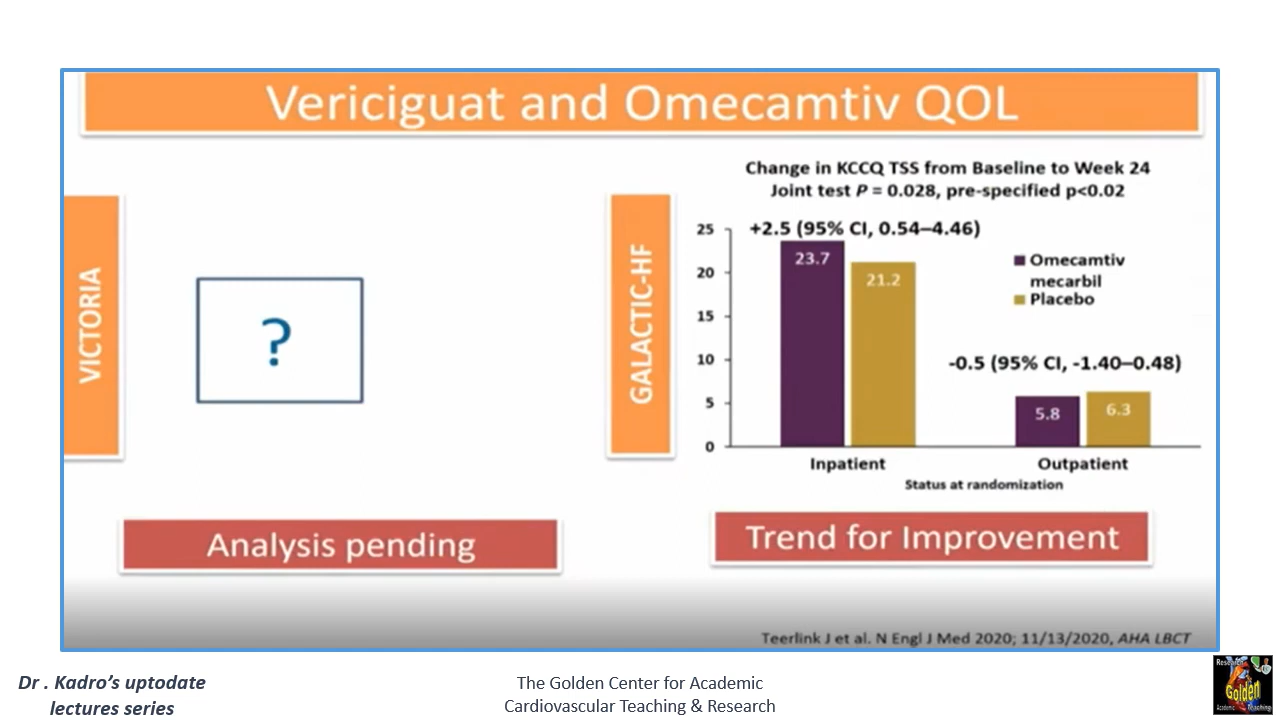 Vericiguat and Omecamtiv QOL
VICTORIA
?
Analysis pending
GALACTIC-HF
Change in KCCQ TSS from Baseline to Week 24
Joint test P = 0.028, pre-specified p<0.02
+2.5 (95% CI, 0.54–4.46)
25
20
15
10
5
0
23.7
21.2
Omecamtiv
mecarbil
Placebo
-0.5 (95% CI, -1.40–0.48)
5.8
6.3
Inpatient
Outpatient
Status at randomization
Trend for Improvement
Teerlink J et al. N Engl J Med 2020; 11/13/2020, AHA LBCT
Dr . Kadro’s uptodate
lectures series
The Golden Center for Academic
Cardiovascular Teaching & Research
Research
Golden
Academic Teaching